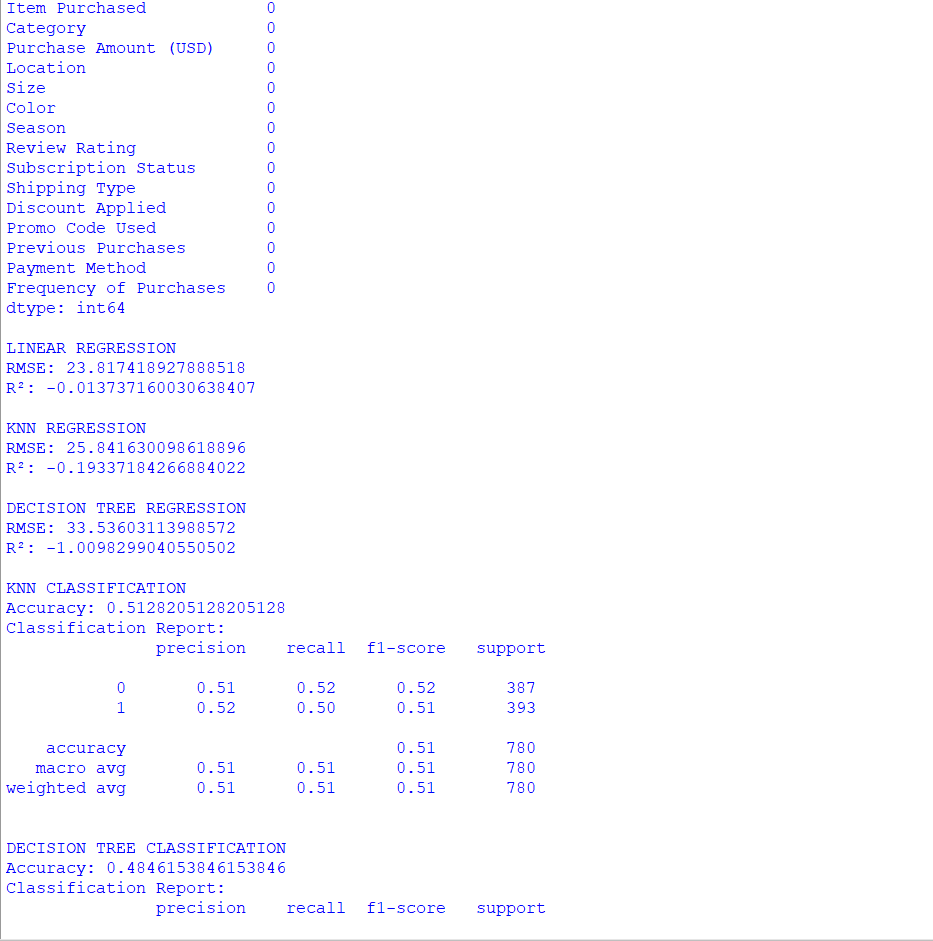 Item Purchased            0
Category                  0
Purchase Amount (USD)     0
Location                  0
Size                      0
Color                     0
Season                    0
Review Rating             0
Subscription Status       0
Shipping Type             0
Discount Applied          0
Promo Code Used           0
Previous Purchases        0
Payment Method            0
Frequency of Purchases    0
dtype: int64

LINEAR REGRESSION
RMSE: 23.817418927888518
R²: -0.013737160030638407

KNN REGRESSION
RMSE: 25.841630098618896
R²: -0.19337184266884022

DECISION TREE REGRESSION
RMSE: 33.53603113988572
R²: -1.0098299040550502

KNN CLASSIFICATION
Accuracy: 0.5128205128205128
Classification Report:
               precision    recall  f1-score   support

           0       0.51      0.52      0.52       387
           1       0.52      0.50      0.51       393

    accuracy                           0.51       780
   macro avg       0.51      0.51      0.51       780
weighted avg       0.51      0.51      0.51       780


DECISION TREE CLASSIFICATION
Accuracy: 0.4846153846153846
Classification Report:
               precision    recall  f1-score   support